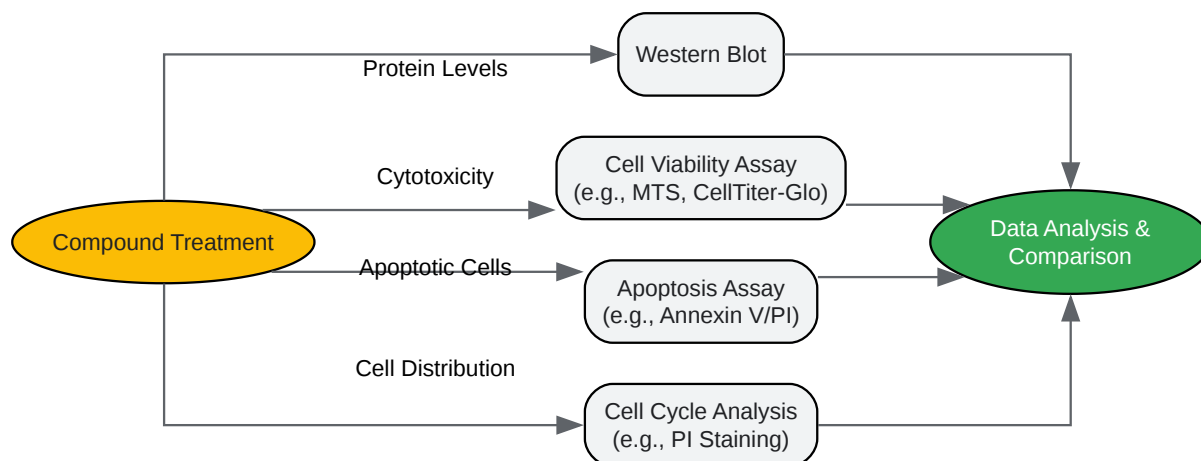 Western Blot
Protein Levels
Cell Viability Assay
(e.g., MTS, CellTiter-Glo)
Cytotoxicity
Compound Treatment
Data Analysis &
Comparison
Apoptotic Cells
Apoptosis Assay
(e.g., Annexin V/PI)
Cell Distribution
Cell Cycle Analysis
(e.g., PI Staining)